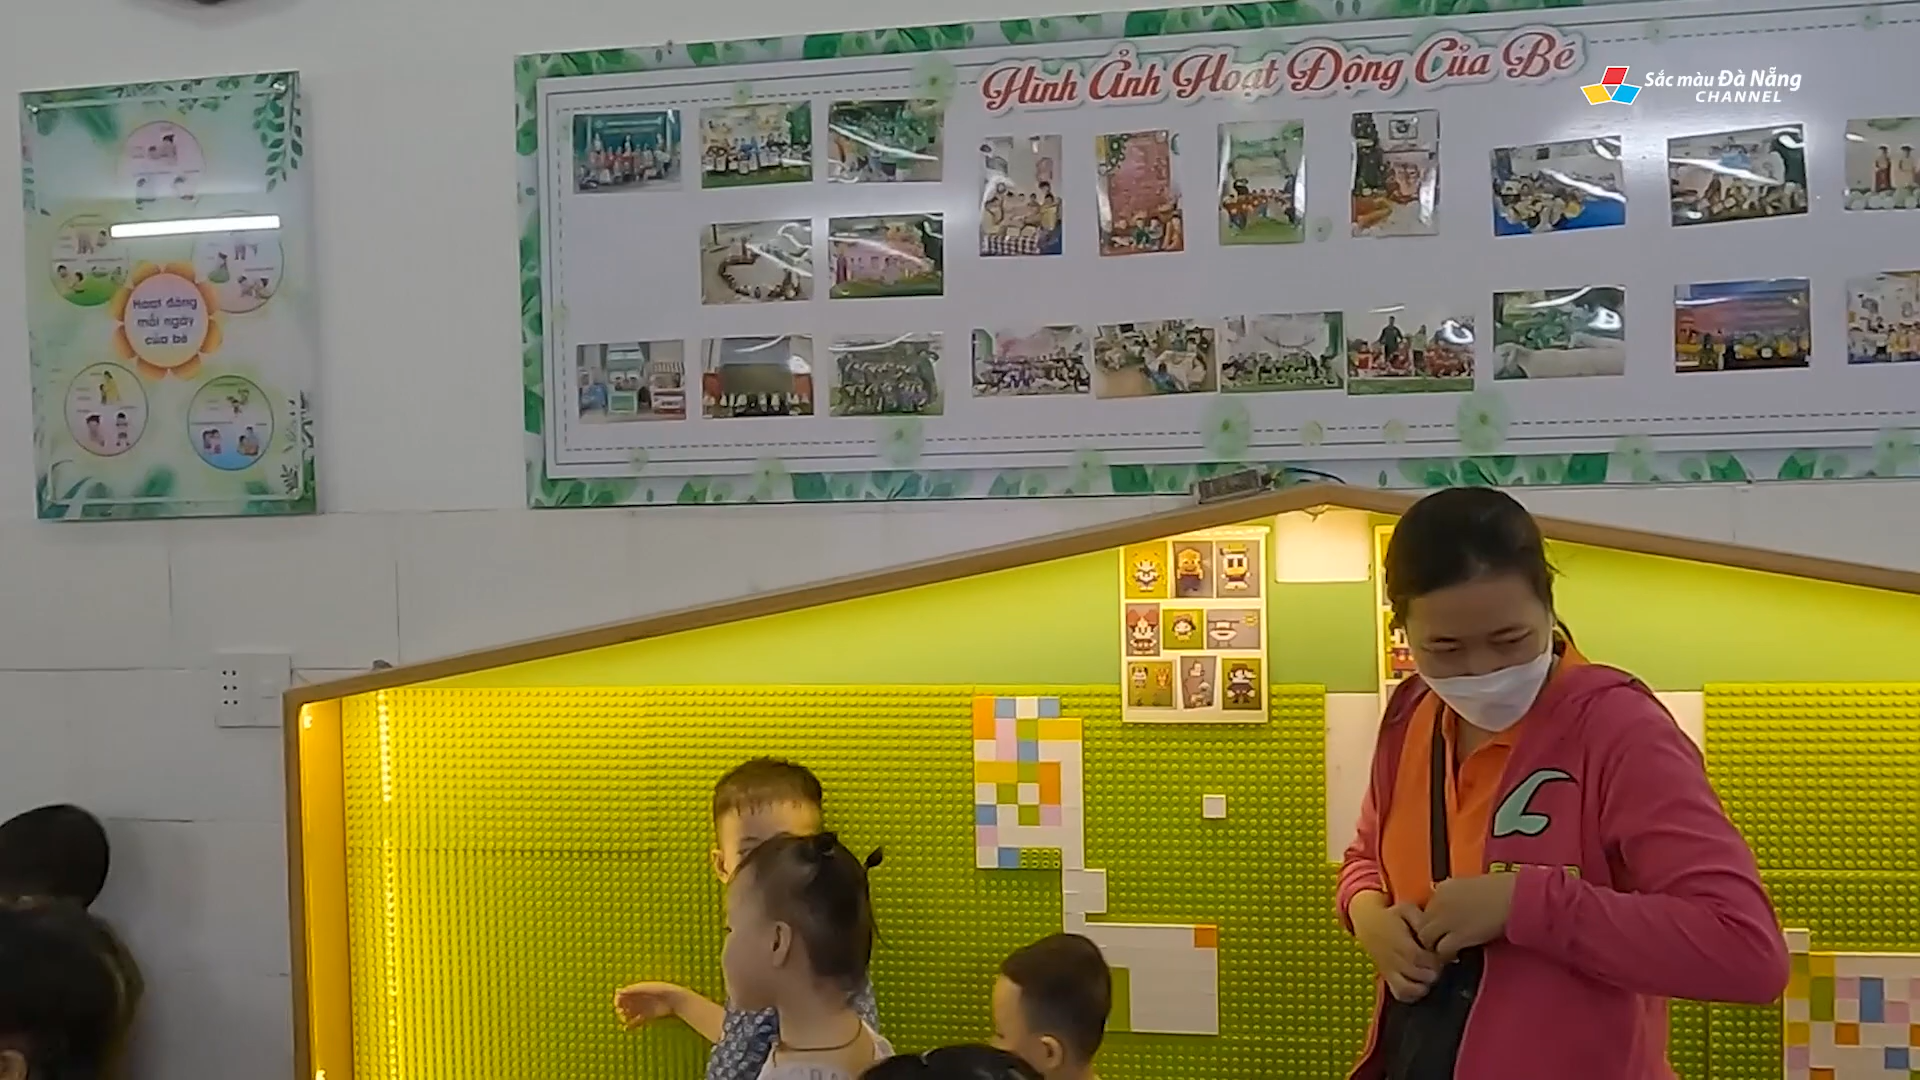 Hình Ảnh Hoạt Động Của Bé
Sắc màu Đà Nẵng
CHANNEL
Hoạt động
mỗi ngày
của bé